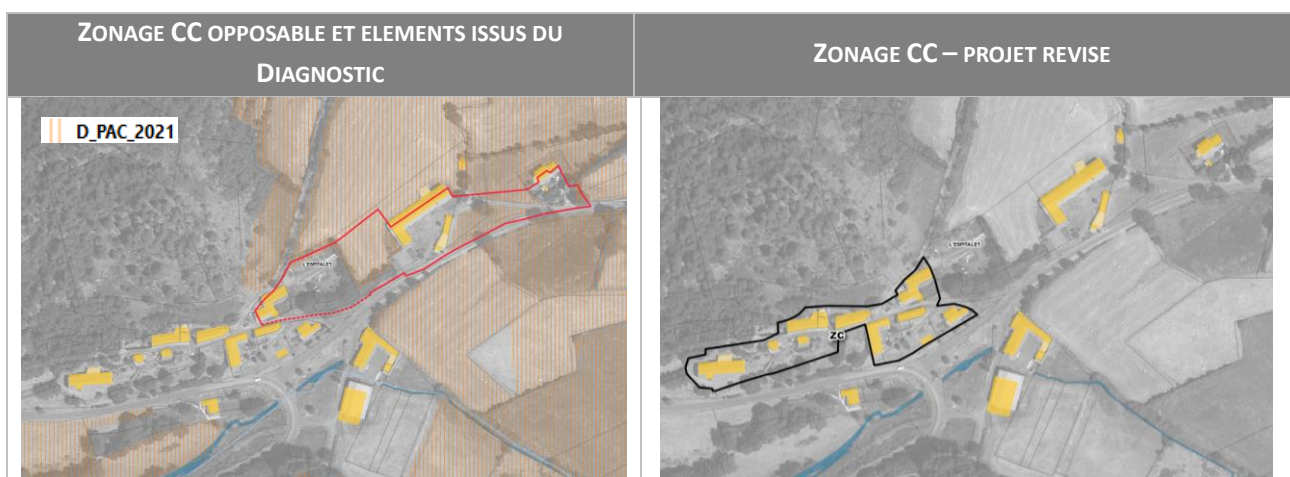 ZONAGE CC OPPOSABLE ET ELEMENTS ISSUS DU
DIAGNOSTIC
ZONAGE CC – PROJET REVISE
D_PAC_2021
L'ESPITALET
L'ESPITALET
ZC